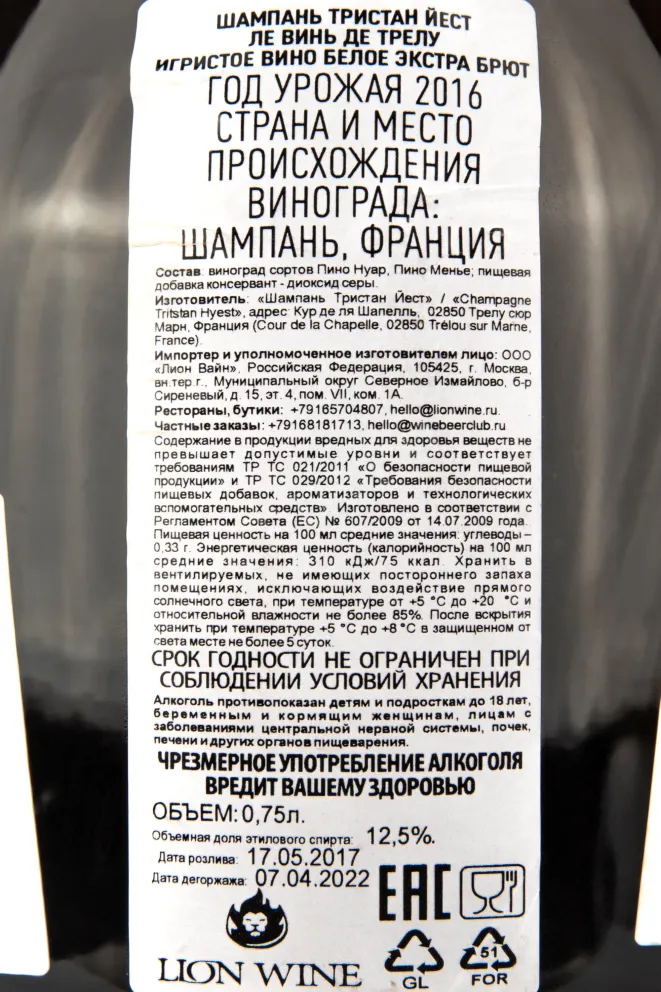 ШАМПАНЬ ТРИСТАН ЙЕСТ
ЛЕ ВИНЬ ДЕ ТРЕЛУ
ИГРИСТОЕ ВИНО БЕЛОЕ ЭКСТРА БРЮТ
ГОД УРОЖАЯ 2016
СТРАНА И МЕСТО
ПРОИСХОЖДЕНИЯ
ВИНОГРАДА:
ШАМПАНЬ, ФРАНЦИЯ
Состав: виноград сортов Пино Нуар, Пино Менье; пищевая
добавка консервант - диоксид серы.
Изготовитель: «Шампань Тристан Йест» / «Champagne
Tritstan Hyest», адрес: Кур де ля Шапелль, 02850 Трелу сюр
Марн, Франция (Cour de la Chapelle, 02850 Trélou sur Marne,
France).
Импортер и уполномоченное изготовителем лицо: ООО
«Лион Вайн», Российская Федерация, 105425, г. Москва,
вн.тер.г., Муниципальный округ Северное Измайлово, б-р
Сиреневый, д. 15, эт. 4, пом. VII, ком. 1А.
Рестораны, бутики: +79165704807, hello@lionwine.ru.
Частные заказы: +79168181713, hello@winebeerclub.ru
Содержание в продукции вредных для здоровья веществ не
превышает допустимые уровни и соответствует
требованиям ТР ТС 021/2011 «О безопасности пищевой
продукции» и ТР ТС 029/2012 «Требования безопасности
пищевых добавок, ароматизаторов и технологических
вспомогательных средств». Изготовлено в соответствии с
Регламентом Совета (ЕС) № 607/2009 от 14.07.2009 года.
Пищевая ценность на 100 мл средние значения: углеводы –
0,33 г. Энергетическая ценность (калорийность) на 100 мл
средние значения: 310 кДж/75 ккал. Хранить в
вентилируемых, не имеющих постороннего запаха
помещениях, исключающих воздействие прямого
солнечного света, при температуре от +5 °С до +20 °С и
относительной влажности не более 85%. После вскрытия
хранить при температуре +5 °С до +8 °С в защищенном от
света месте не более 5 суток.
СРОК ГОДНОСТИ НЕ ОГРАНИЧЕН ПРИ
СОБЛЮДЕНИИ УСЛОВИЙ ХРАНЕНИЯ
Алкоголь противопоказан детям и подросткам до 18 лет,
беременным и кормящим женщинам, лицам с
заболеваниями центральной нервной системы, почек,
печени и других органов пищеварения.
ЧРЕЗМЕРНОЕ УПОТРЕБЛЕНИЕ АЛКОГОЛЯ
ВРЕДИТ ВАШЕМУ ЗДОРОВЬЮ
ОБЪЕМ: 0,75л.
Объемная доля этилового спирта: 12,5%.
Дата розлива: 17.05.2017
Дата дегоржажа: 07.04.2022
EAC
LION WINE
GL
51
FOR